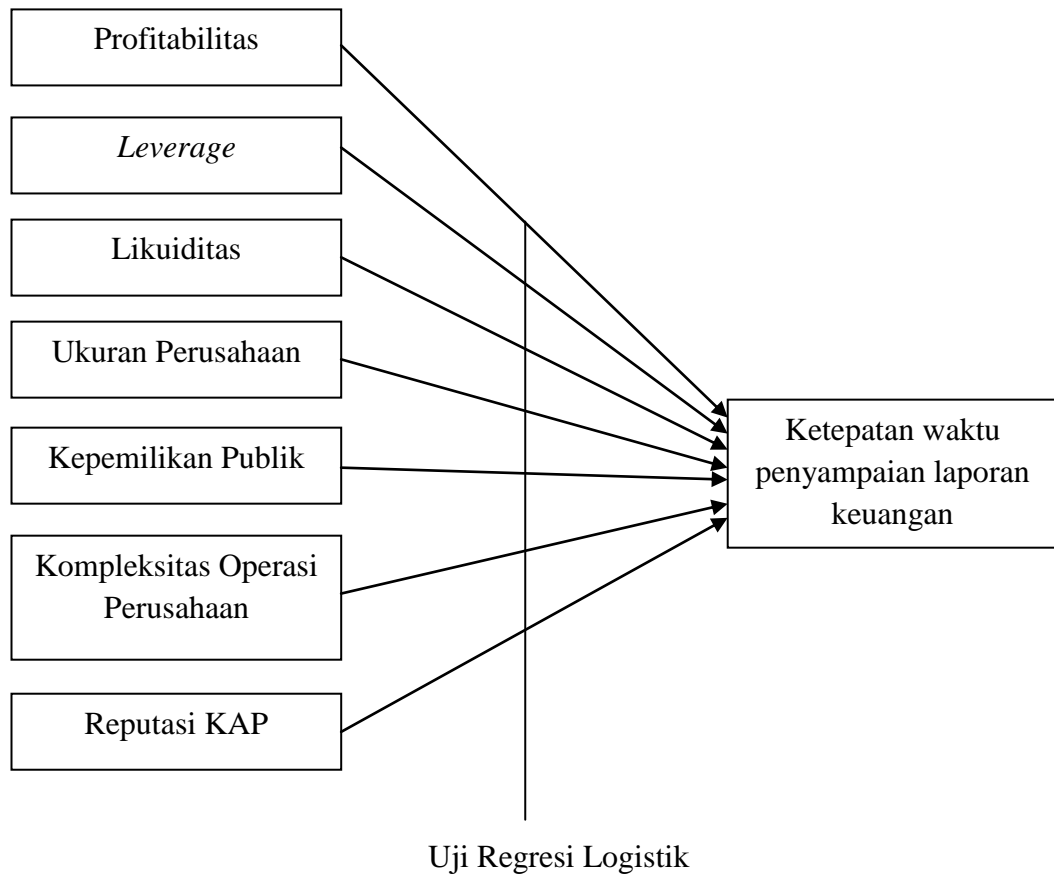 Profitabilitas
Leverage
Likuiditas
Ukuran Perusahaan
Kepemilikan Publik
Kompleksitas Operasi
Perusahaan
Reputasi KAP
Ketepatan waktu
penyampaian laporan
keuangan
Uji Regresi Logistik